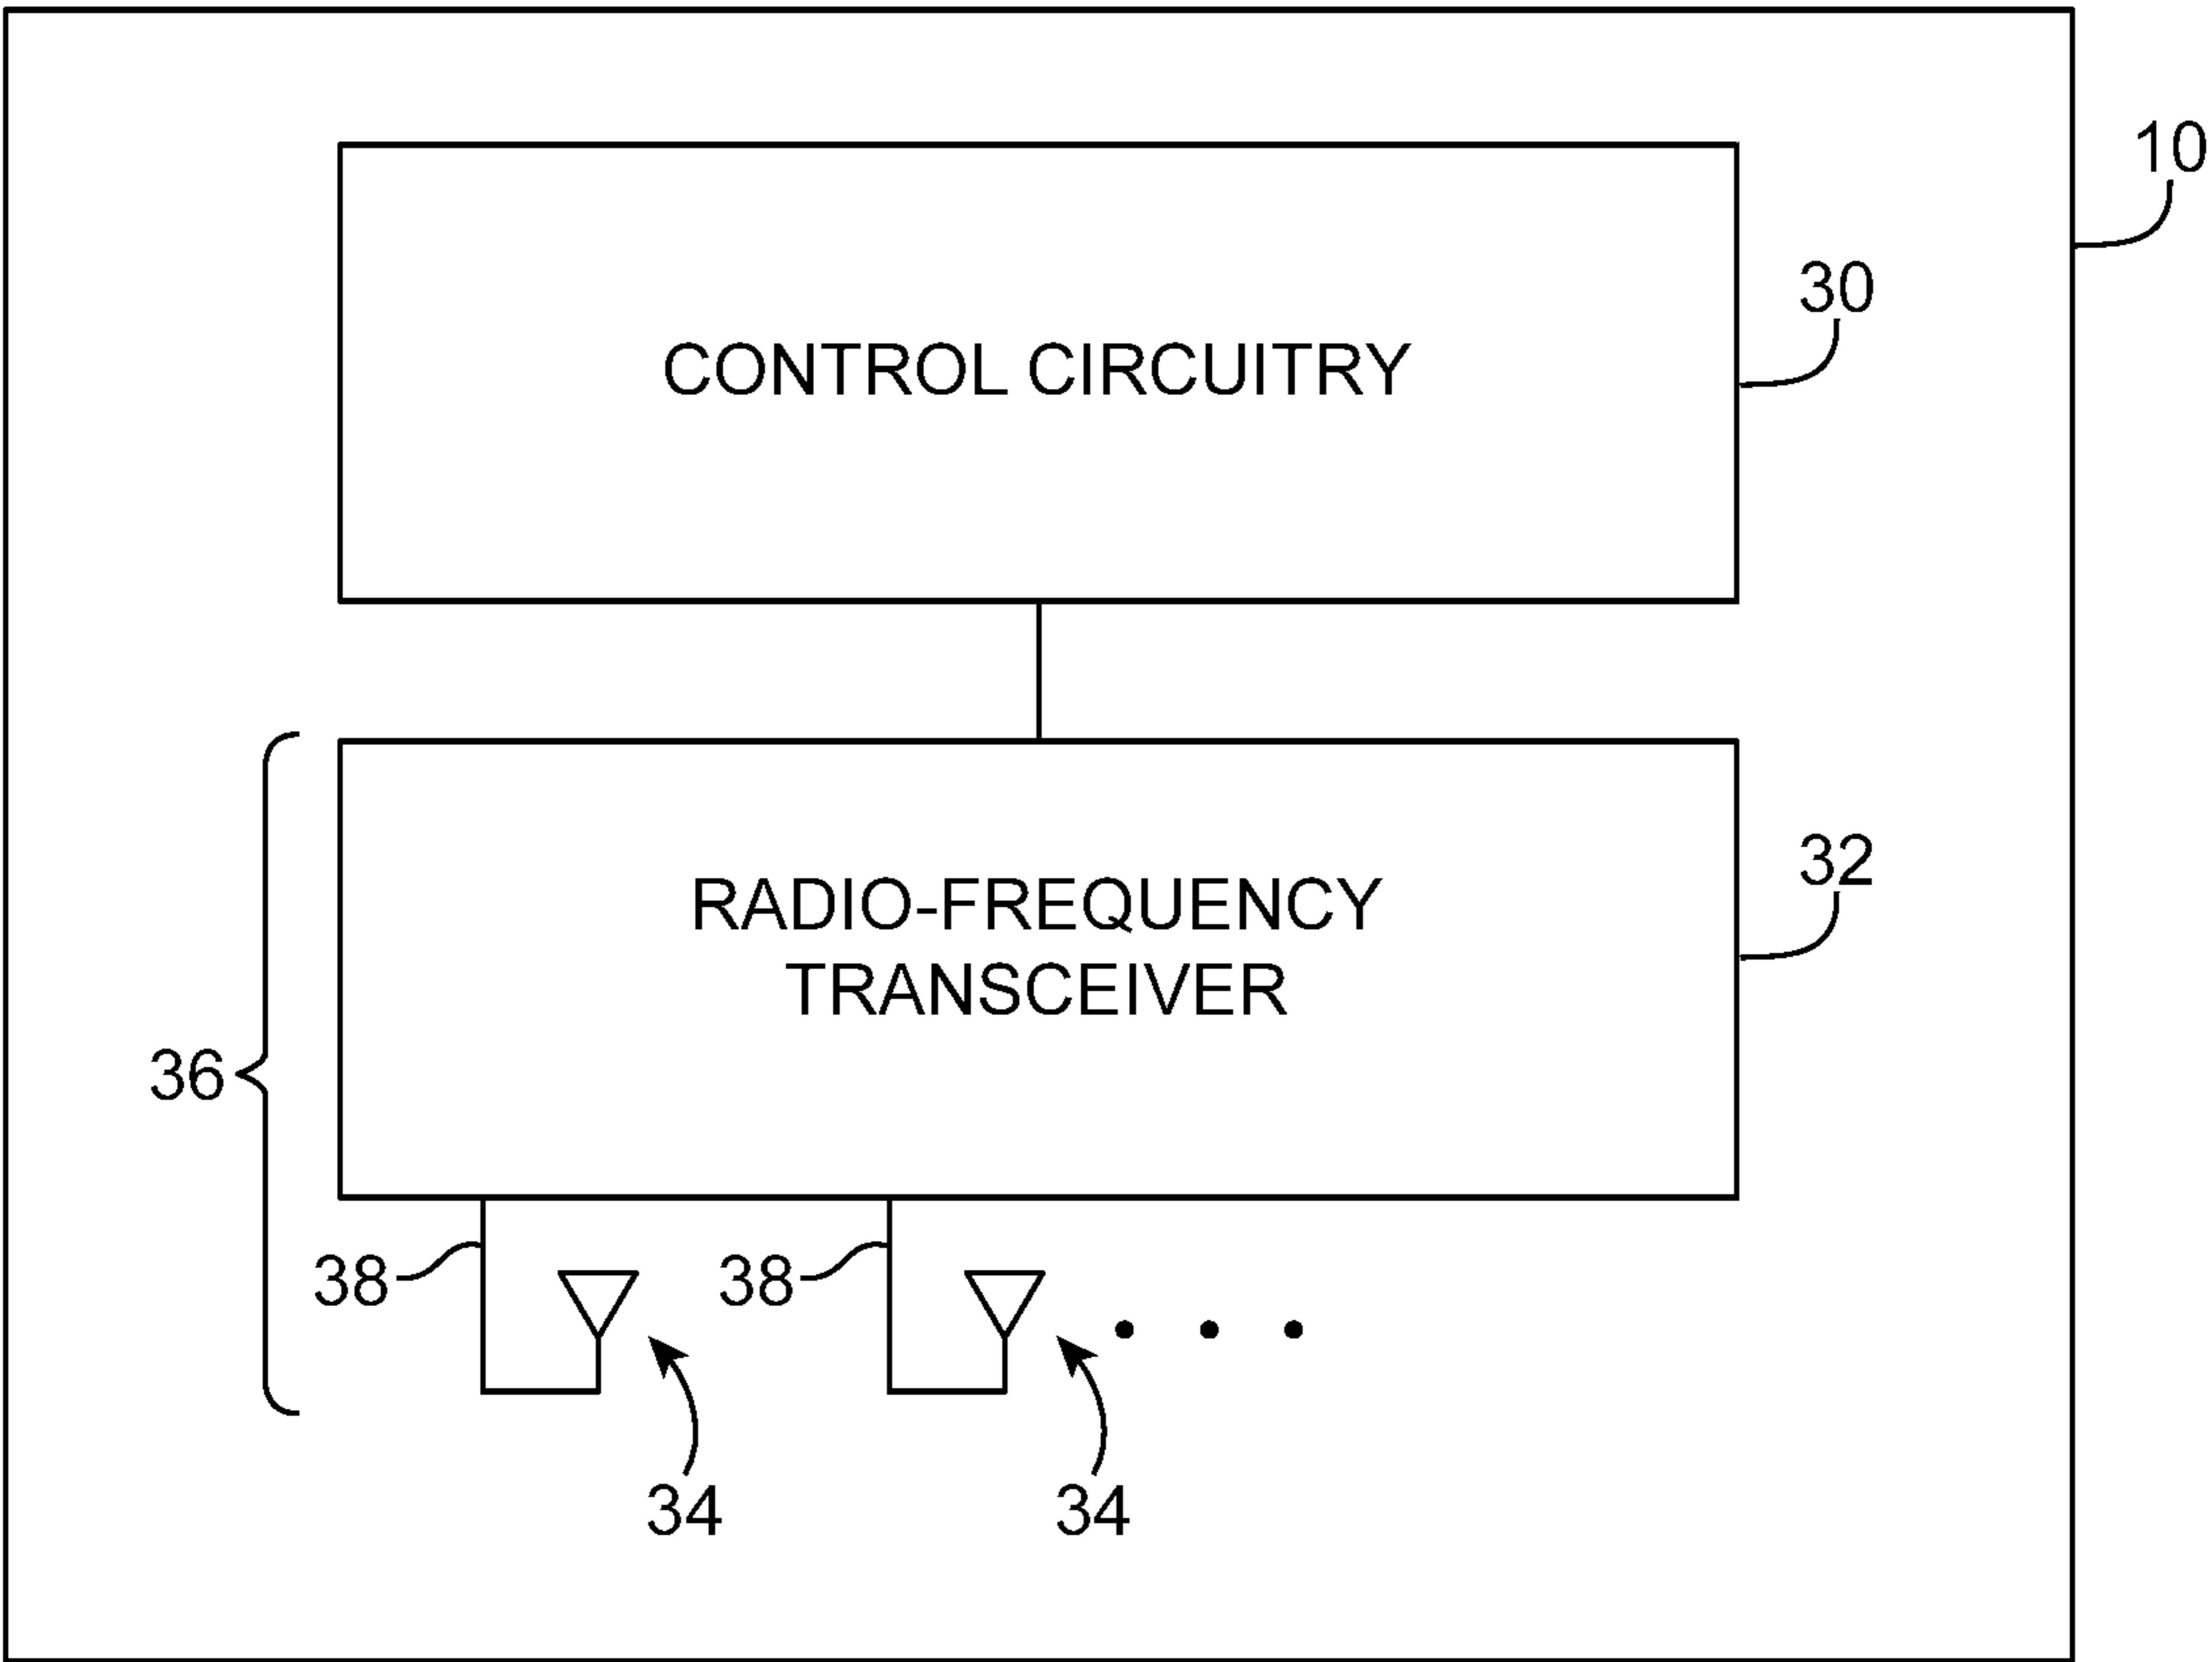 10
30
CONTROL CIRCUITRY
32
RADIO-FREQUENCY
TRANSCEIVER
36
38
38
34
34